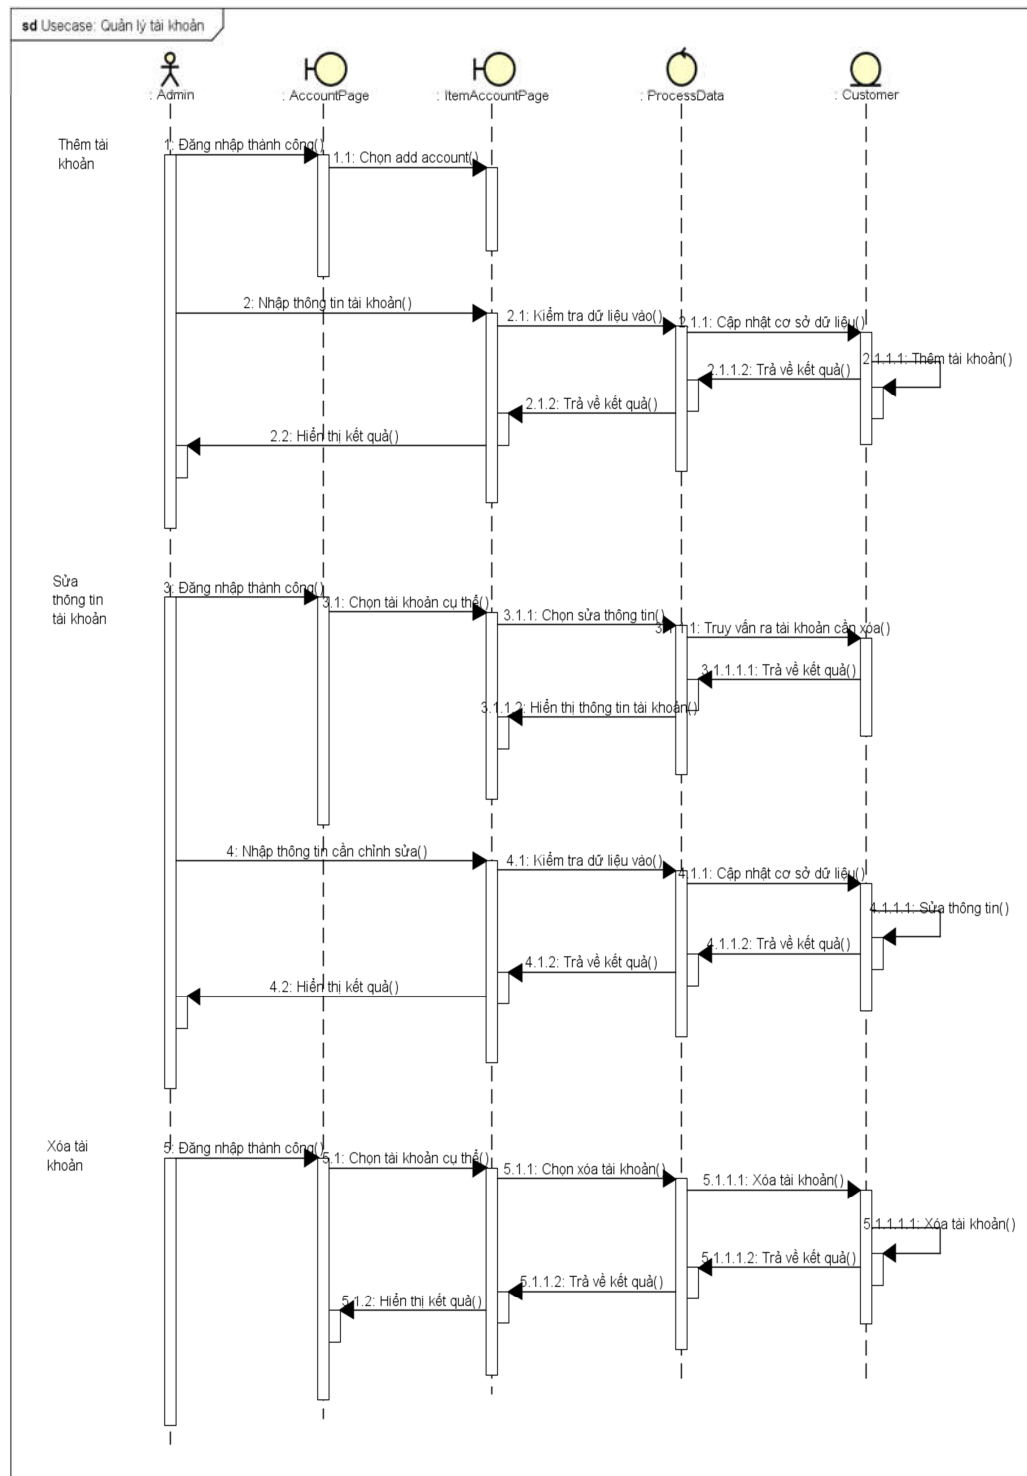 sd Usecase: Quản lý tài khoản
: Admin
: AccountPage
: ItemAccountPage
: ProcessData
: Customer
Thêm tài
khoản
1: Đăng nhập thành công()
1.1: Chọn add account()
2: Nhập thông tin tài khoản()
2.1: Kiểm tra dữ liệu vào()
2.1.1: Cập nhật cơ sở dữ liệu()
2.1.1.1: Thêm tài khoản()
2.1.1.2: Trả về kết quả()
2.1.2: Trả về kết quả()
2.2: Hiển thị kết quả()
Sửa
thông tin
tài khoản
3: Đăng nhập thành công()
3.1: Chọn tài khoản cụ thể()
3.1.1: Chọn sửa thông tin()
3.1.1.1: Truy vấn ra tài khoản cần xóa()
3.1.1.1.1: Trả về kết quả()
3.1.1.2: Hiển thị thông tin tài khoản()
4: Nhập thông tin cần chỉnh sửa()
4.1: Kiểm tra dữ liệu vào()
4.1.1: Cập nhật cơ sở dữ liệu()
4.1.1.1: Sửa thông tin()
4.1.1.2: Trả về kết quả()
4.1.2: Trả về kết quả()
4.2: Hiển thị kết quả()
Xóa tài
khoản
5: Đăng nhập thành công()
5.1: Chọn tài khoản cụ thể()
5.1.1: Chọn xóa tài khoản()
5.1.1.1: Xóa tài khoản()
5.1.1.1.1: Xóa tài khoản()
5.1.1.1.2: Trả về kết quả()
5.1.1.2: Trả về kết quả()
5.1.2: Hiển thị kết quả()